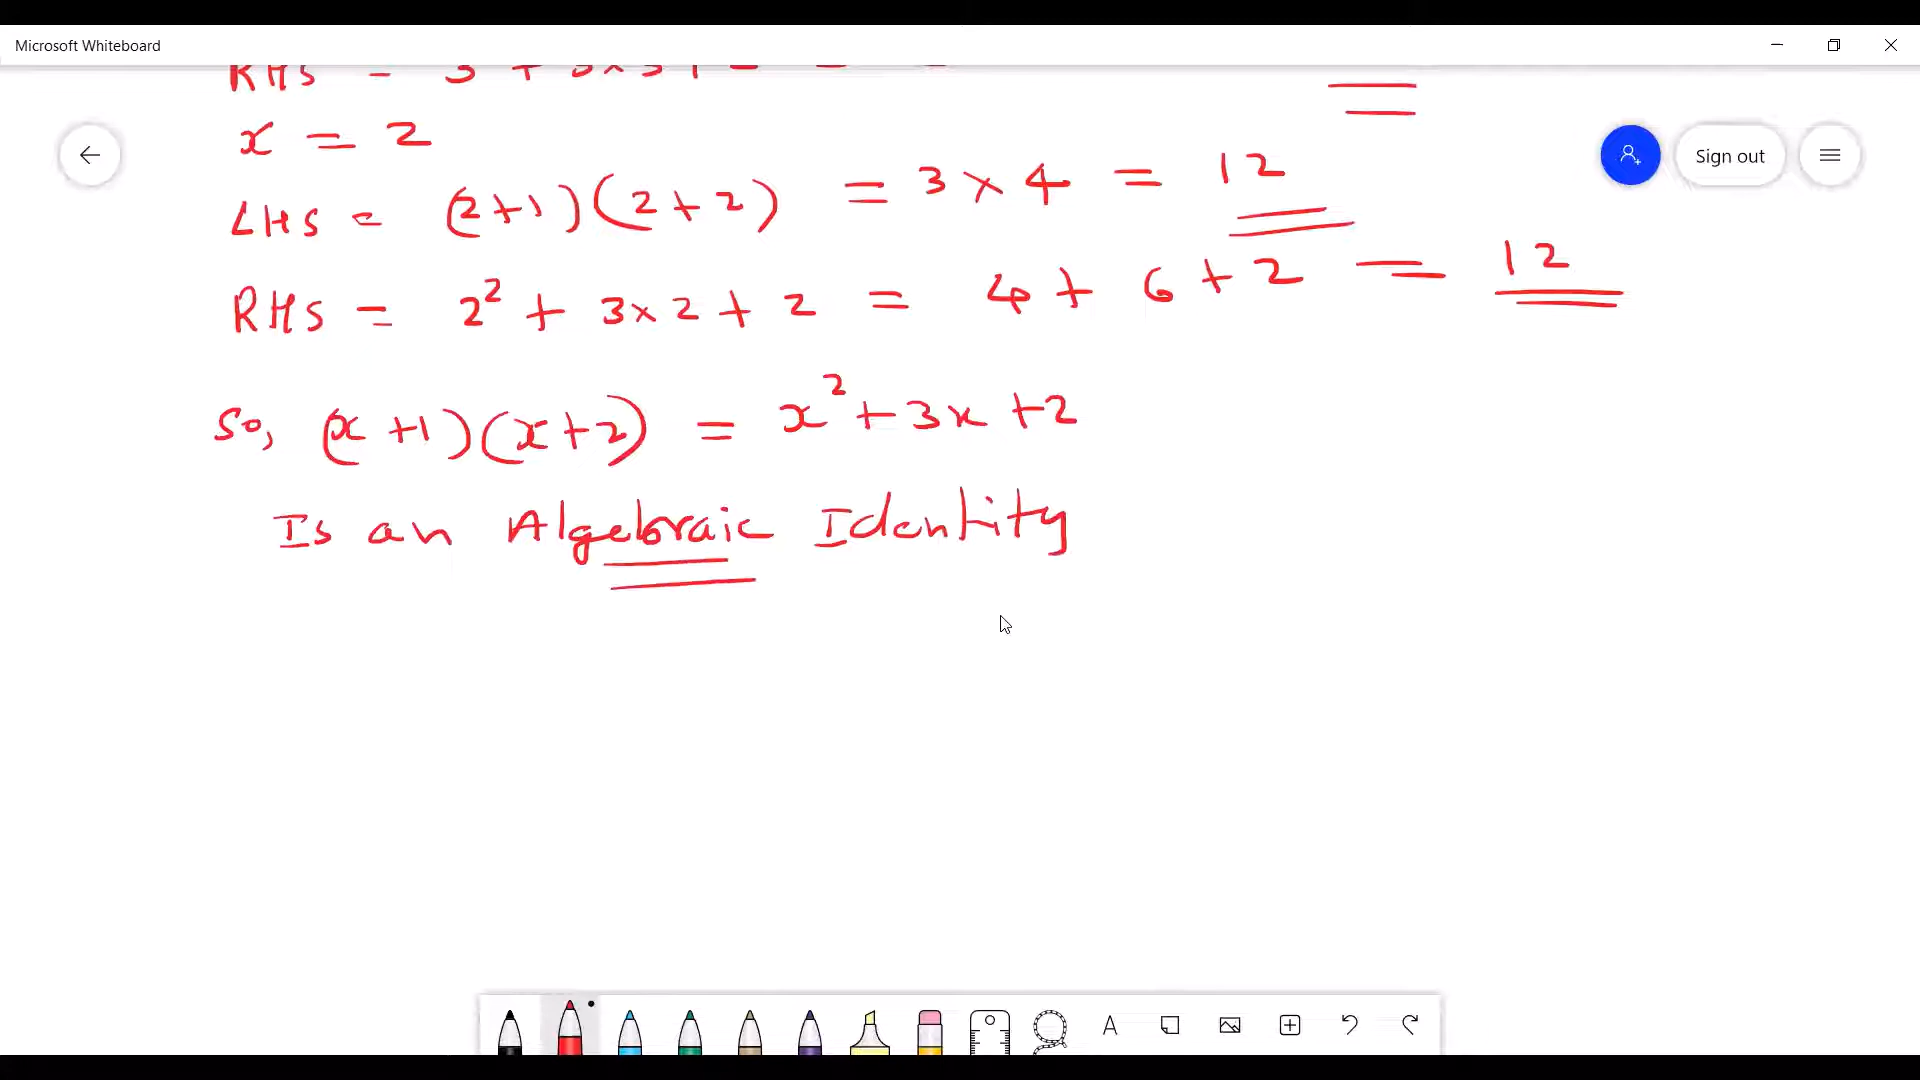 Microsoft Whiteboard
x = 2
Sign out
LHS = (2+1)(2+2) = 3 × 4 = 12
RHS = 2² + 3×2 + 2 = 4 + 6 + 2 = 12
So, (x+1)(x+2) = x² + 3x + 2
Is an Algebraic Identity